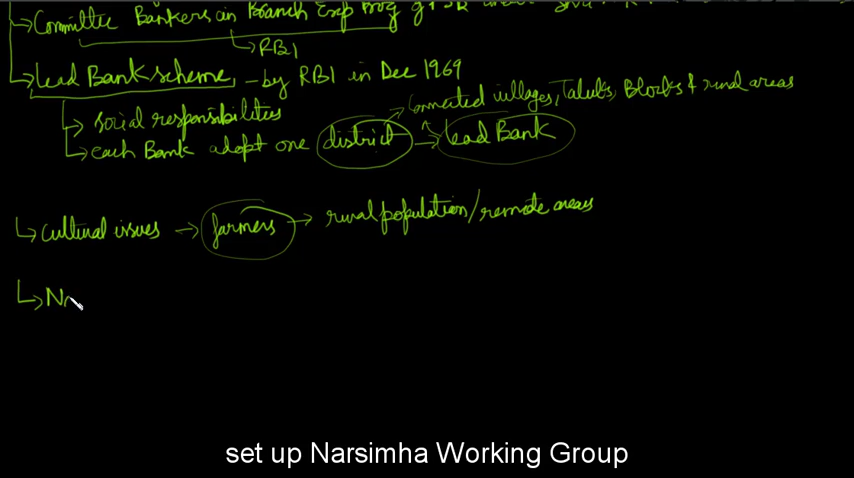 ↳ Committee Bankers on Branch Exp Prog of
↳ RBI
↳ Lead Bank scheme, - by RBI in Dec 1969
↳ social responsibilities
→ connected villages, Taluks, Blocks & rural areas
↳ each Bank adopt one district → lead Bank
↳ cultural issues → farmers → rural population/remote areas
↳ Na
set up Narsimha Working Group